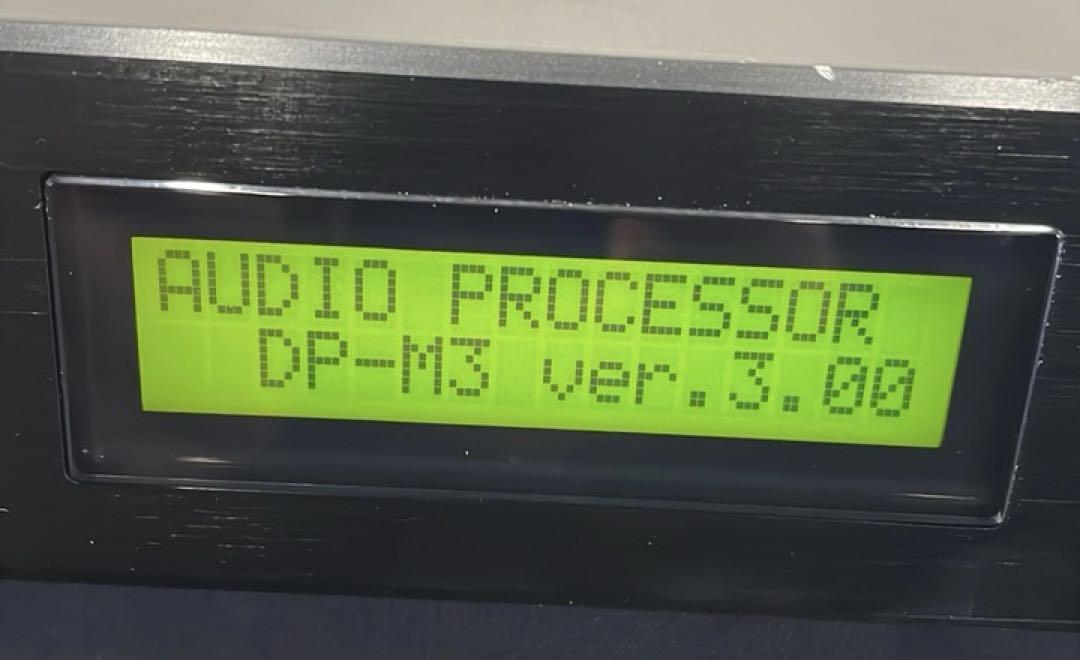 AUDIO PROCESSOR
DP-M3 ver.3.00